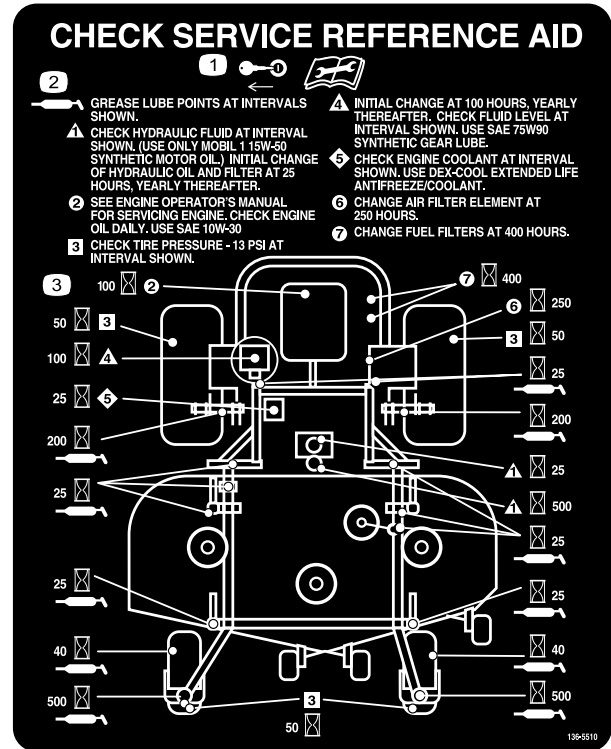 CHECK SERVICE REFERENCE AID
1
2
GREASE LUBE POINTS AT INTERVALS
SHOWN.
1 CHECK HYDRAULIC FLUID AT INTERVAL
SHOWN. (USE ONLY MOBIL 1 15W-50
SYNTHETIC MOTOR OIL.) INITIAL CHANGE
OF HYDRAULIC OIL AND FILTER AT 25
HOURS, YEARLY THEREAFTER.
2 SEE ENGINE OPERATOR'S MANUAL
FOR SERVICING ENGINE. CHECK ENGINE
OIL DAILY. USE SAE 10W-30
3 CHECK TIRE PRESSURE - 13 PSI AT
INTERVAL SHOWN.
4 INITIAL CHANGE AT 100 HOURS, YEARLY
THEREAFTER. CHECK FLUID LEVEL AT
INTERVAL SHOWN. USE SAE 75W90
SYNTHETIC GEAR LUBE.
5 CHECK ENGINE COOLANT AT INTERVAL
SHOWN. USE DEX-COOL EXTENDED LIFE
ANTIFREEZE/COOLANT.
6 CHANGE AIR FILTER ELEMENT AT
250 HOURS.
7 CHANGE FUEL FILTERS AT 400 HOURS.
3
100 2
50 3
100 4
25 5
200
25
25
40
500
7 400
6 250
3 50
25
200
1 25
1 500
25
25
40
500
3
50
136-5510